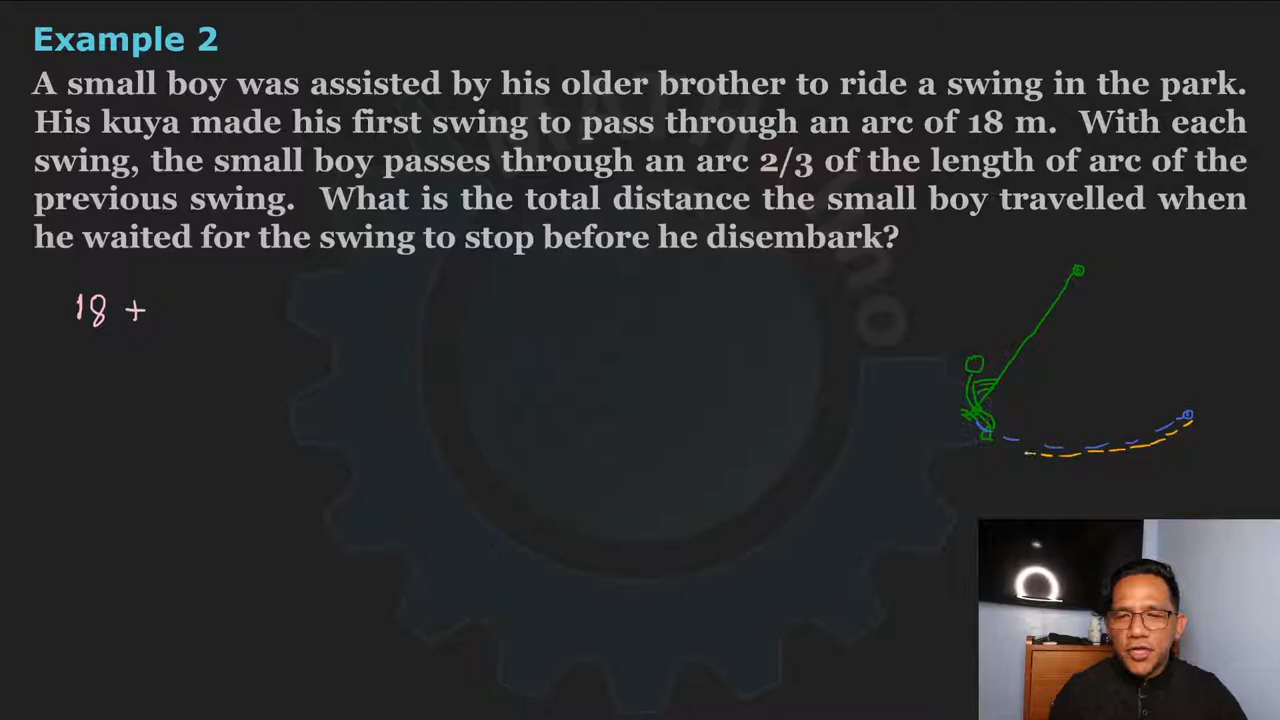 Example 2
A small boy was assisted by his older brother to ride a swing in the park.
His kuya made his first swing to pass through an arc of 18 m. With each
swing, the small boy passes through an arc 2/3 of the length of arc of the
previous swing. What is the total distance the small boy travelled when
he waited for the swing to stop before he disembark?
18 +